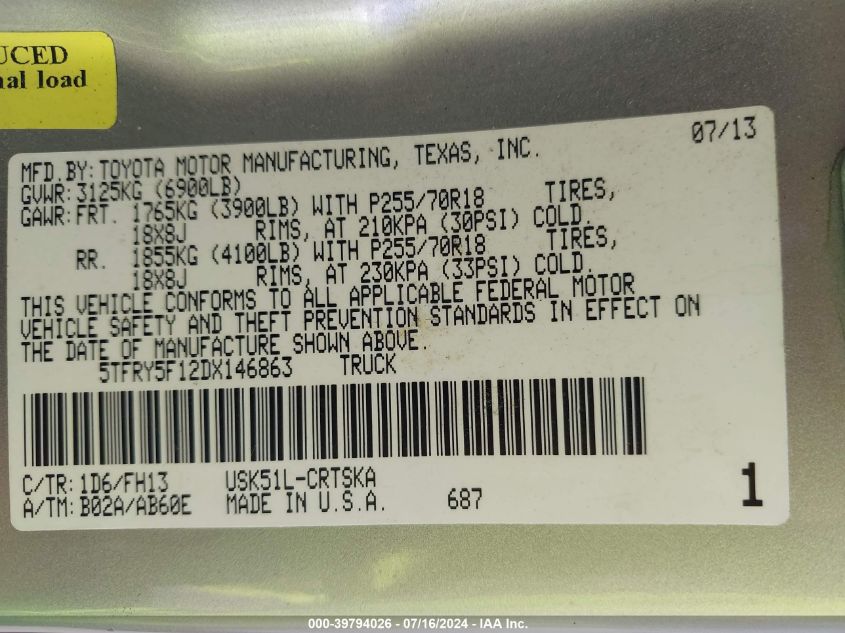 UCED
nal load
07/13
MFD.BY: TOYOTA MOTOR MANUFACTURING, TEXAS, INC.
GVWR: 3125KG (6900LB)
GAWR: FRT. 1765KG (3900LB) WITH P255/70R18 TIRES,
18X8J RIMS, AT 210KPA (30PSI) COLD.
RR. 1855KG (4100LB) WITH P255/70R18 TIRES,
18X8J RIMS, AT 230KPA (33PSI) COLD.
THIS VEHICLE CONFORMS TO ALL APPLICABLE FEDERAL MOTOR
VEHICLE SAFETY AND THEFT PREVENTION STANDARDS IN EFFECT ON
THE DATE OF MANUFACTURE SHOWN ABOVE.
5TFRY5F12DX146863 TRUCK
C/TR: 1D6/FH13 USK51L-CRTSKA
A/TM: B02A/AB60E MADE IN U.S.A. 687 1
000-39794026 - 07/16/2024 - IAA Inc.